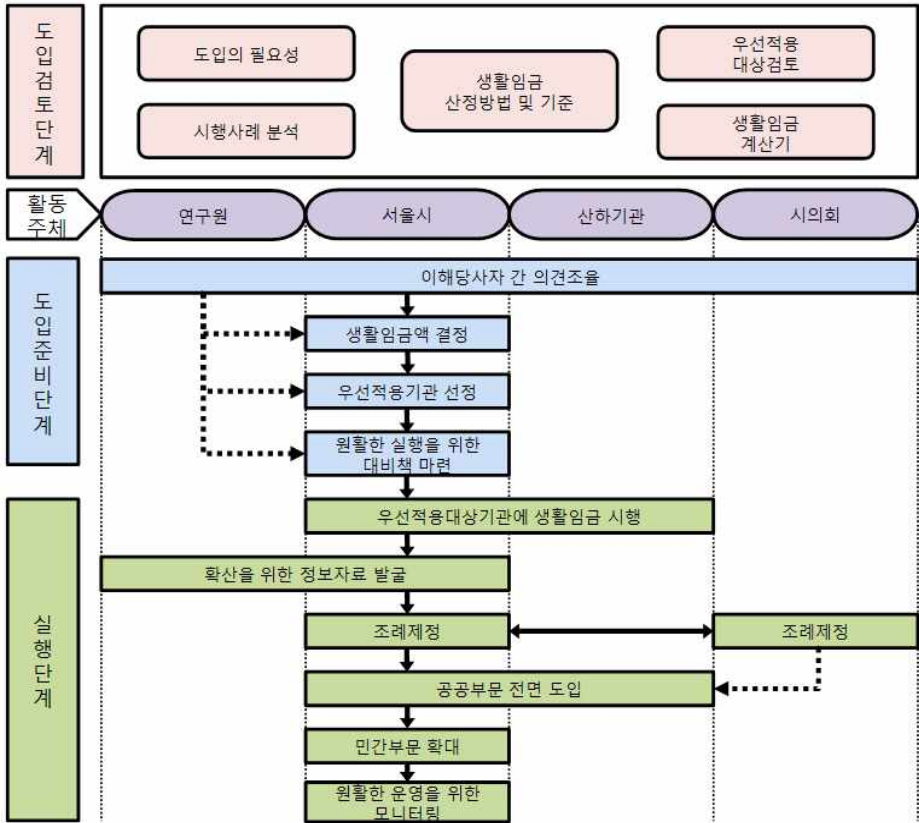 도
입
검
토
단
계
도입의 필요성
시행사례 분석
생활임금
산정방법 및 기준
우선적용
대상검토
생활임금
계산기
활동
주체
연구원
서울시
산하기관
시의회
도
입
준
비
단
계
이해당사자 간 의견조율
생활임금액 결정
우선적용기관 선정
원활한 실행을 위한
대비책 마련
실
행
단
계
우선적용대상기관에 생활임금 시행
확산을 위한 정보자료 발굴
조례제정
조례제정
공공부문 전면 도입
민간부문 확대
원활한 운영을 위한
모니터링